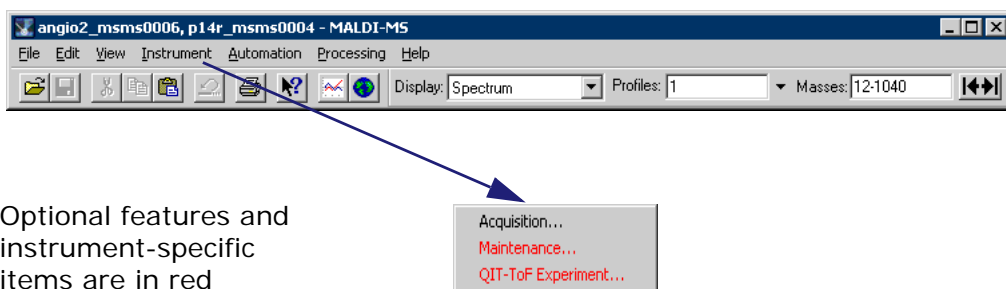 angio2_msms0006, p14r_msms0004 - MALDI-MS
File Edit View Instrument Automation Processing Help
Display: Spectrum Profiles: 1 Masses: 12-1040
Optional features and
instrument-specific
items are in red
Acquisition...
Maintenance...
QIT-ToF Experiment...